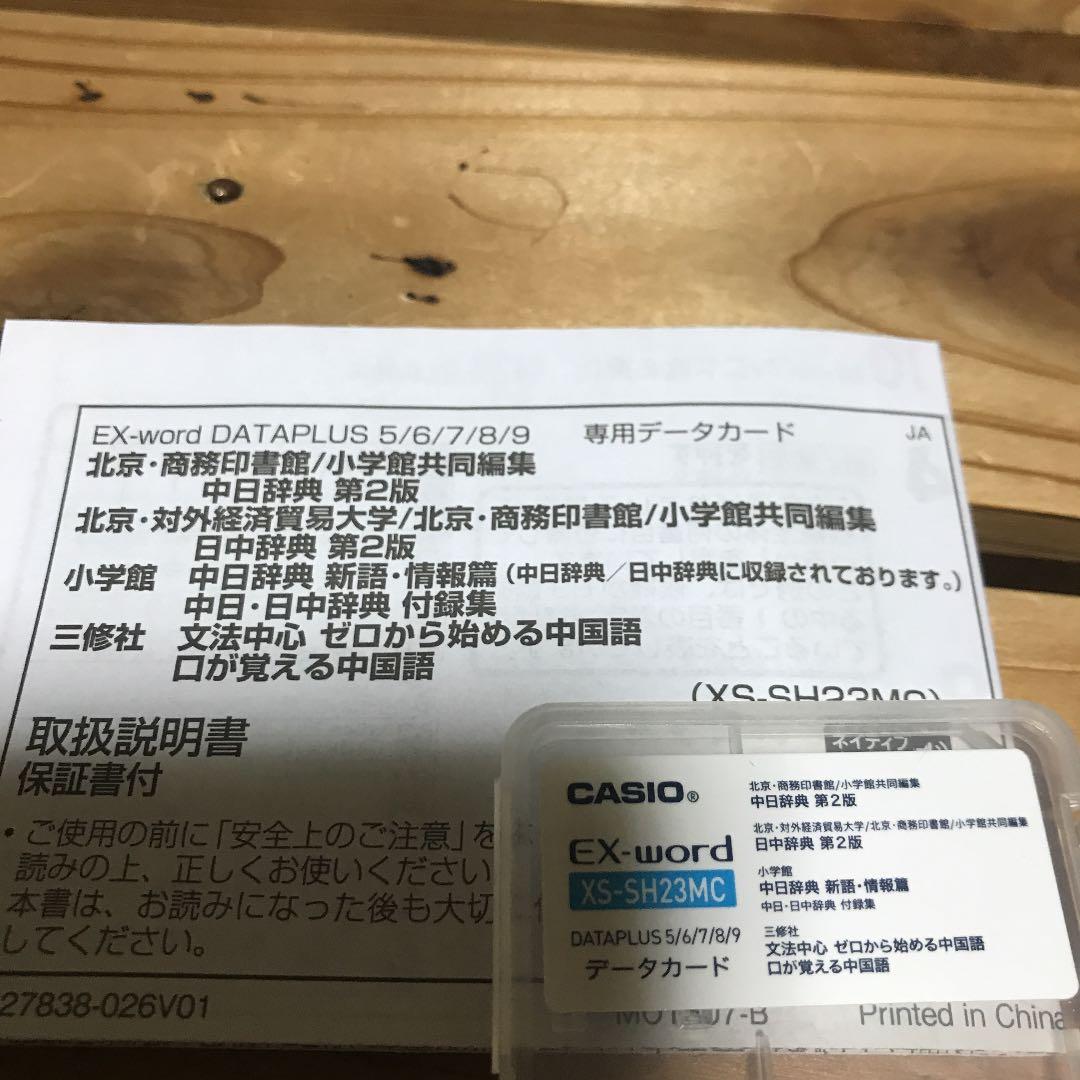 EX-word DATAPLUS 5/6/7/8/9 専用データカード JA
北京・商務印書館/小学館共同編集
中日辞典 第2版
北京・対外経済貿易大学/北京・商務印書館/小学館共同編集
日中辞典 第2版
小学館 中日辞典 新語・情報篇(中日辞典／日中辞典に収録されております。)
中日・日中辞典 付録集
三修社 文法中心 ゼロから始める中国語
口が覚える中国語
(XS-SH23MC)
取扱説明書
保証書付
• ご使用の前に「安全上のご注意」を
読みの上、正しくお使いください
本書は、お読みになった後も大切
してください。
27838-026V01
MO1307-B Printed in China
ネイティブ
CASIO®
EX-word
XS-SH23MC
DATAPLUS 5/6/7/8/9
データカード
北京・商務印書館/小学館共同編集
中日辞典 第2版
北京・対外経済貿易大学/北京・商務印書館/小学館共同編集
日中辞典 第2版
小学館
中日辞典 新語・情報篇
中日・日中辞典 付録集
三修社
文法中心 ゼロから始める中国語
口が覚える中国語